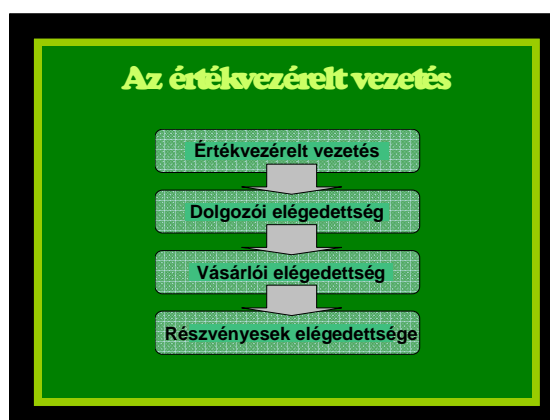 Az értékvezérelt vezetés
Értékvezérelt vezetés
Dolgozói elégedettség
Vásárlói elégedettség
Részvényesek elégedettsége